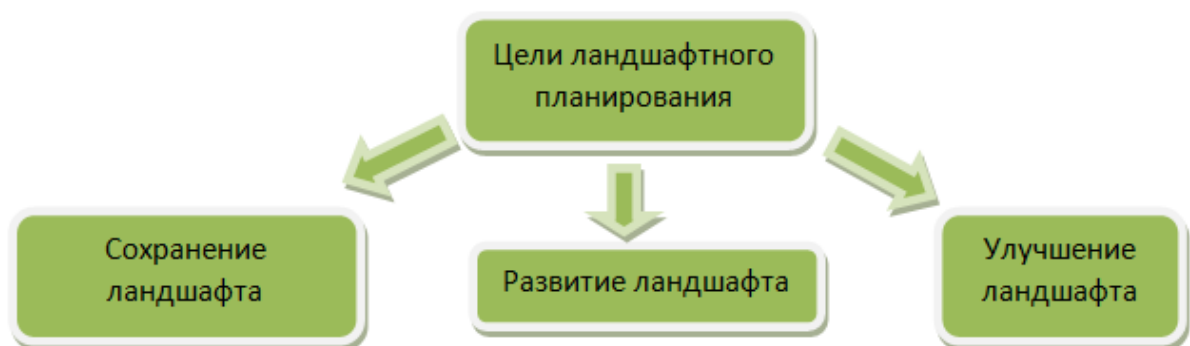 Цели ландшафтного
планирования
Сохранение
ландшафта
Развитие ландшафта
Улучшение
ландшафта